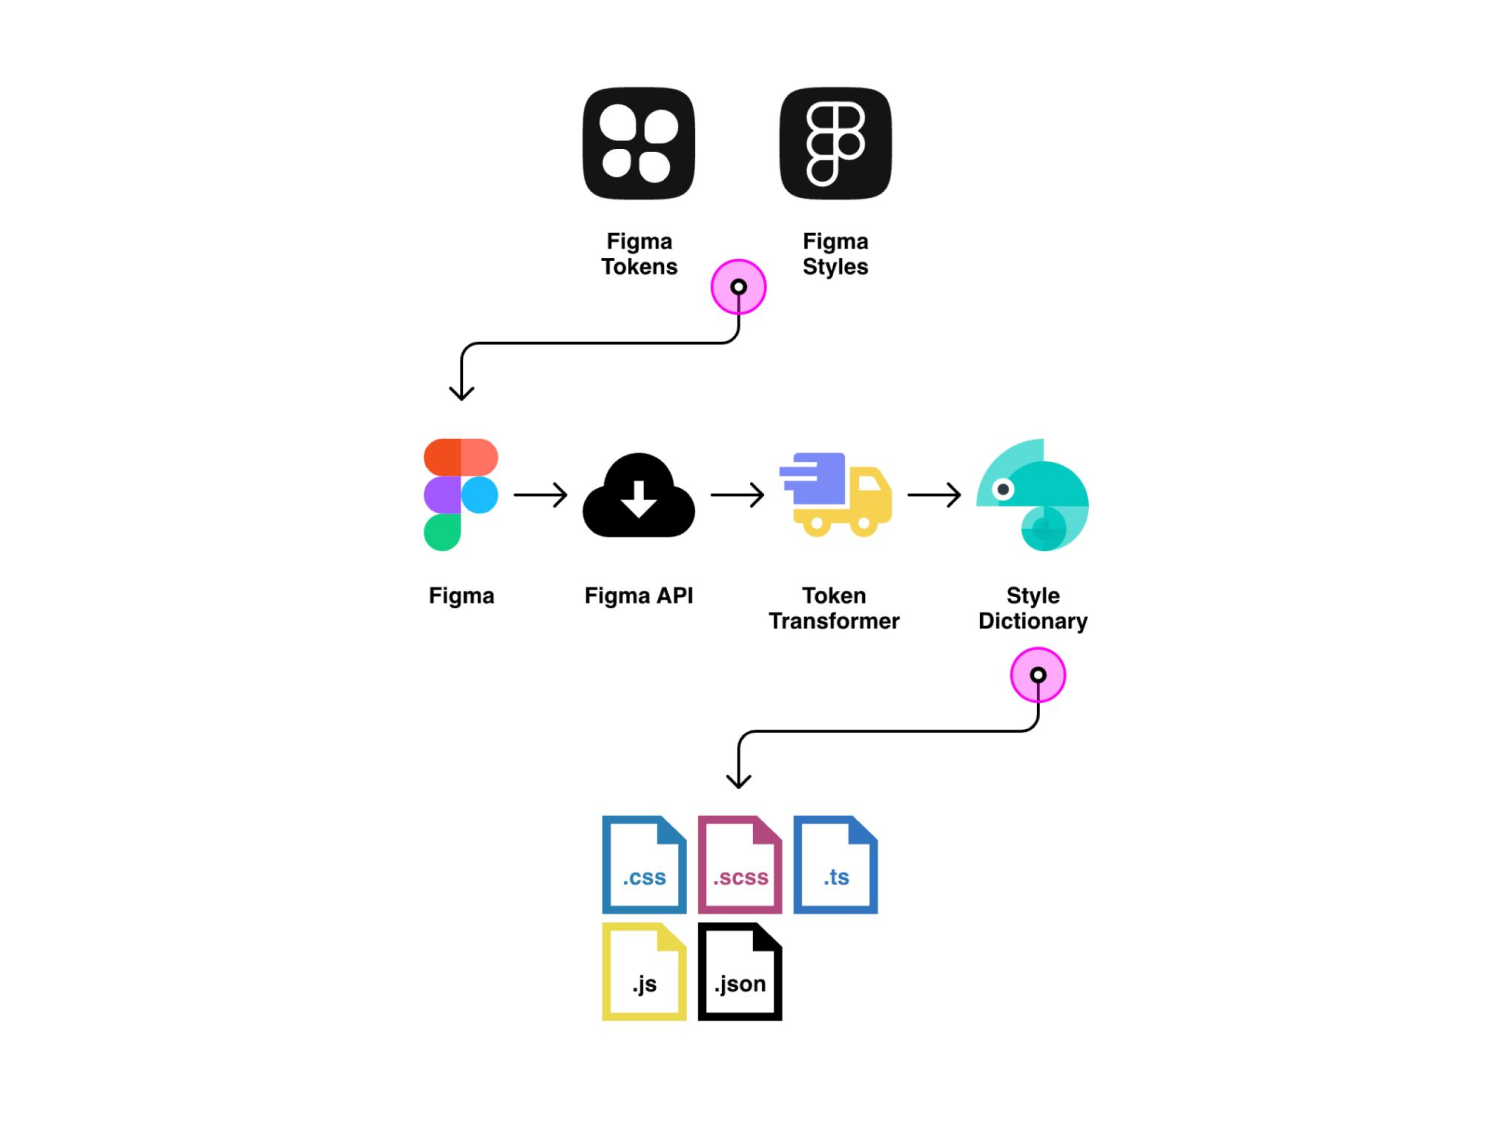 Figma
Tokens
Figma
Styles
Figma
Figma API
Token
Transformer
Style
Dictionary
.css
.scss
.ts
.js
.json